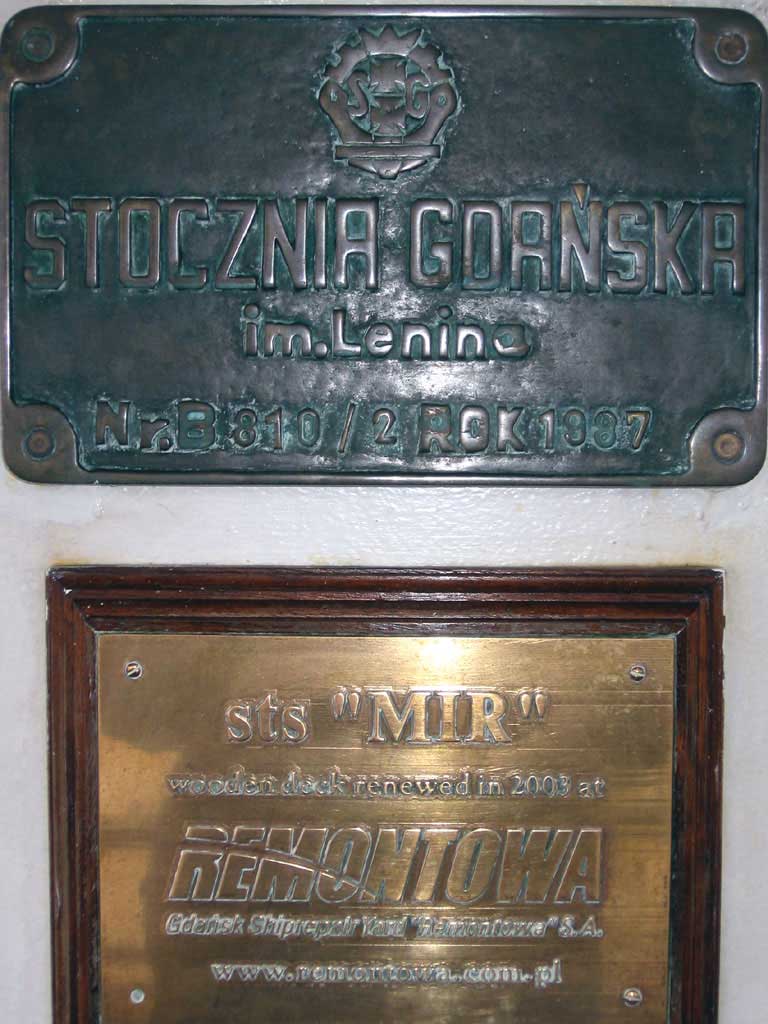 SG
STOCZNIA GDAŃSKA
im. Lenina
Nr. B 810/2 ROK 1987
sts "MIR"
wooden deck renewed in 2003 at
REMONTOWA
Gdańsk Shiprepair Yard "Remontowa" S.A.
www.remontowa.com.pl